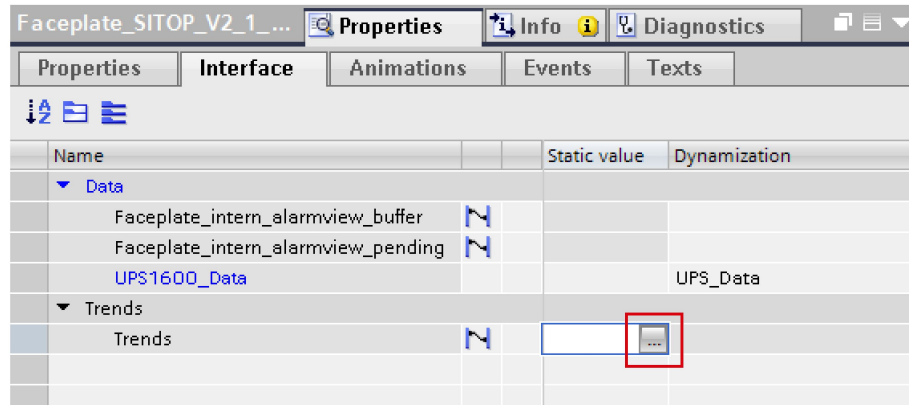 Faceplate_SITOP_V2_1_... Properties Info Diagnostics
Properties Interface Animations Events Texts
Name Static value Dynamization
Data
Faceplate_intern_alarmview_buffer
Faceplate_intern_alarmview_pending
UPS1600_Data UPS_Data
Trends
Trends ...